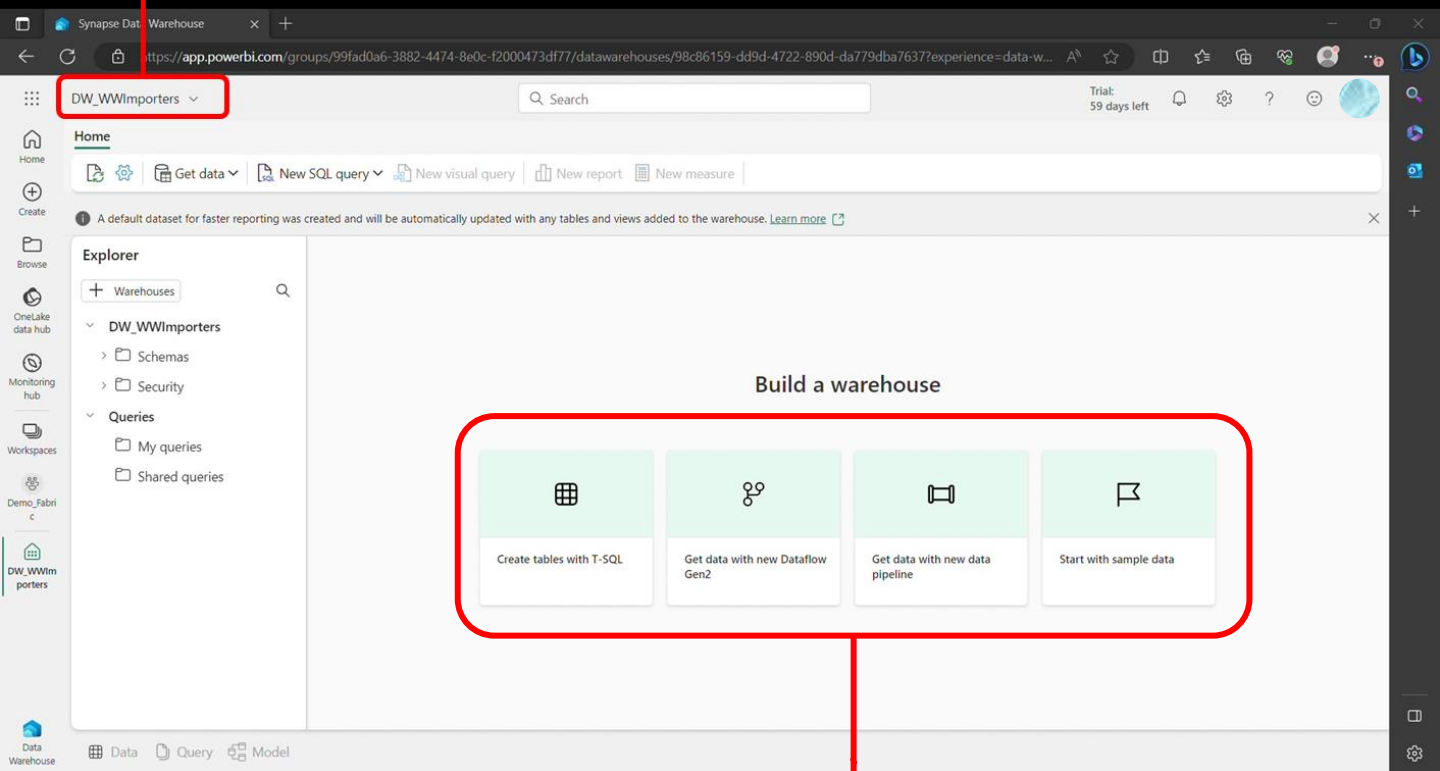 Synapse Data Warehouse
https://app.powerbi.com/groups/99fad0a6-3882-4474-8e0c-f2000473df77/datawarehouses/98c86159-dd9d-4722-890d-da779dba7637?experience=data-w...
DW_WWImporters
Search
Trial:
59 days left
Home
Get data
New SQL query
New visual query
New report
New measure
A default dataset for faster reporting was created and will be automatically updated with any tables and views added to the warehouse. Learn more
Home
Create
Browse
OneLake
data hub
Monitoring
hub
Workspaces
Demo_Fabri
c
DW_WWIm
porters
Data
Warehouse
Explorer
Warehouses
DW_WWImporters
Schemas
Security
Queries
My queries
Shared queries
Build a warehouse
Create tables with T-SQL
Get data with new Dataflow
Gen2
Get data with new data
pipeline
Start with sample data
Data
Query
Model